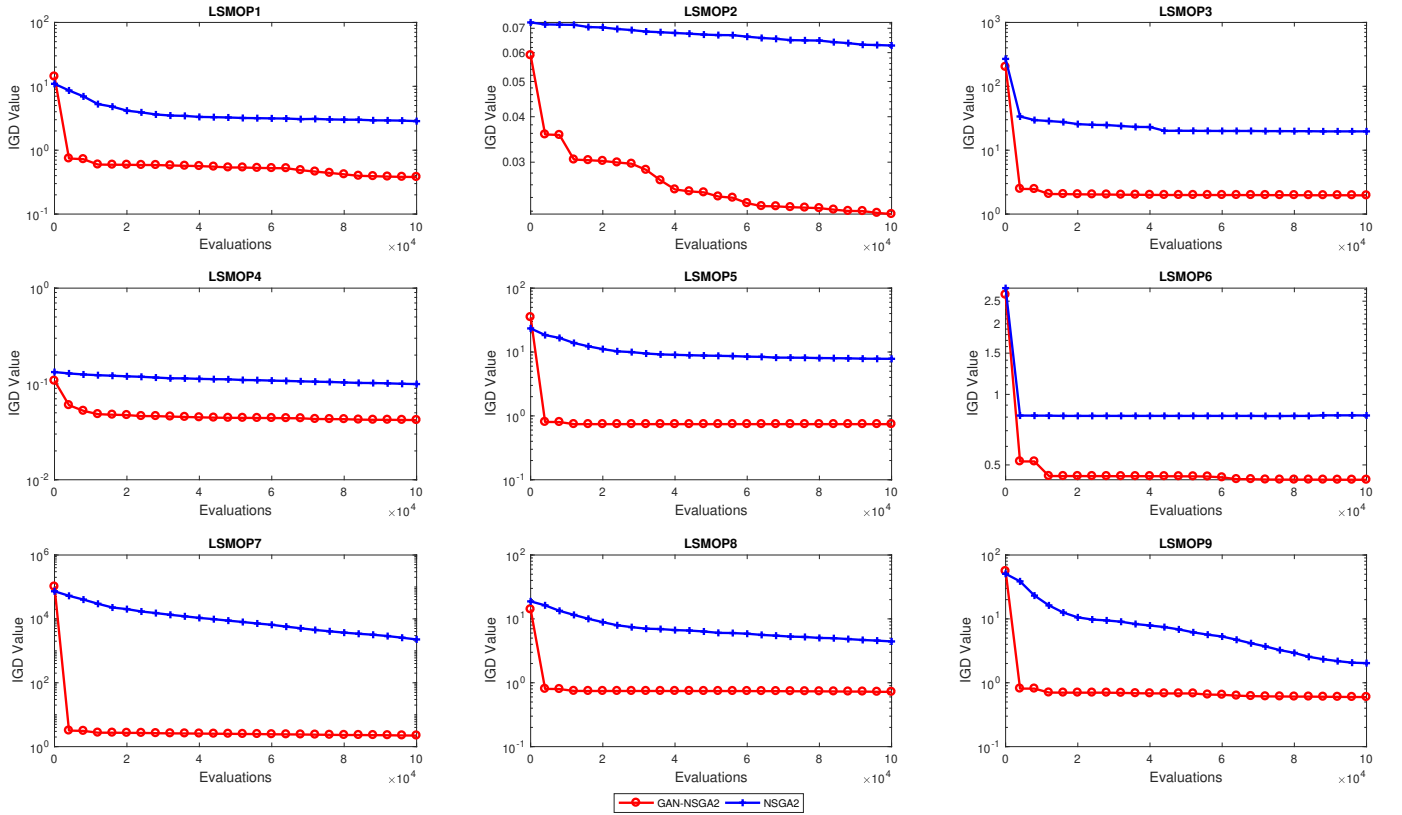 LSMOP1
IGD Value
10^2
10^1
10^0
10^-1
0 2 4 6 8 10
Evaluations
×10^4
LSMOP2
IGD Value
0.07
0.06
0.05
0.04
0.03
0 2 4 6 8 10
Evaluations
×10^4
LSMOP3
IGD Value
10^3
10^2
10^1
10^0
0 2 4 6 8 10
Evaluations
×10^4
LSMOP4
IGD Value
10^0
10^-1
10^-2
0 2 4 6 8 10
Evaluations
×10^4
LSMOP5
IGD Value
10^2
10^1
10^0
10^-1
0 2 4 6 8 10
Evaluations
×10^4
LSMOP6
IGD Value
2.5
2
1.5
1
0.5
0 2 4 6 8 10
Evaluations
×10^4
LSMOP7
IGD Value
10^6
10^4
10^2
10^0
0 2 4 6 8 10
Evaluations
×10^4
LSMOP8
IGD Value
10^2
10^1
10^0
10^-1
0 2 4 6 8 10
Evaluations
×10^4
LSMOP9
IGD Value
10^2
10^1
10^0
10^-1
0 2 4 6 8 10
Evaluations
×10^4
GAN-NSGA2 NSGA2